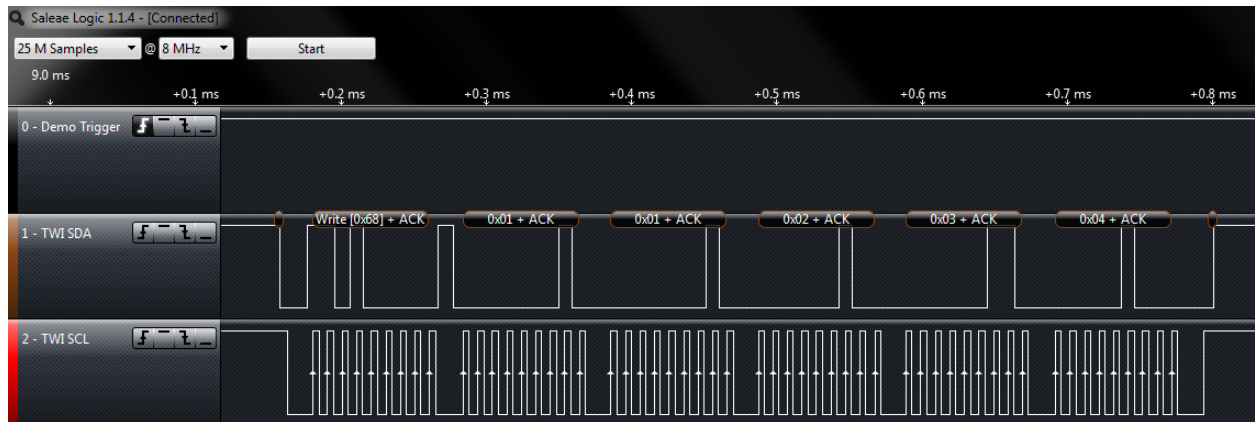 Saleae Logic 1.1.4 - [Connected]
25 M Samples @ 8 MHz Start
9.0 ms
+0.1 ms +0.2 ms +0.3 ms +0.4 ms +0.5 ms +0.6 ms +0.7 ms +0.8 ms
0 - Demo Trigger
Write [0x68] + ACK 0x01 + ACK 0x01 + ACK 0x02 + ACK 0x03 + ACK 0x04 + ACK
1 - TWI SDA
2 - TWI SCL